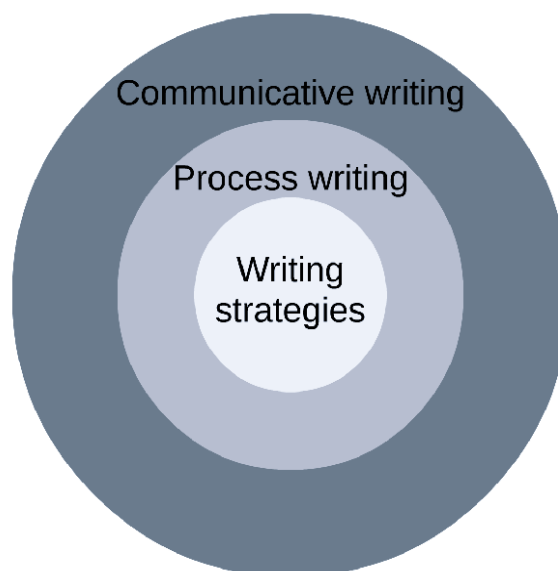 Communicative writing
Process writing
Writing
strategies